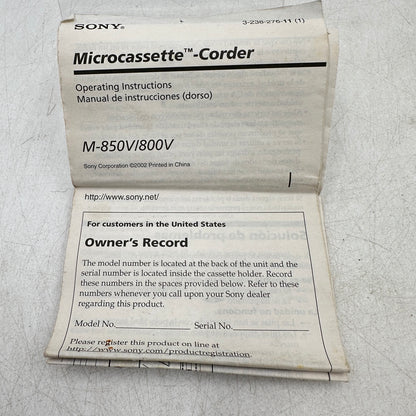 SONY®
3-236-276-11 (1)
Microcassette™-Corder
Operating Instructions
Manual de instrucciones (dorso)
M-850V/800V
Sony Corporation ©2002 Printed in China
http://www.sony.net/
For customers in the United States
Owner's Record
The model number is located at the back of the unit and the
serial number is located inside the cassette holder. Record
these numbers in the spaces provided below. Refer to these
numbers whenever you call upon your Sony dealer
regarding this product.
Model No. Serial No.
Please register this product on line at
http://www.sony.com/productregistration.